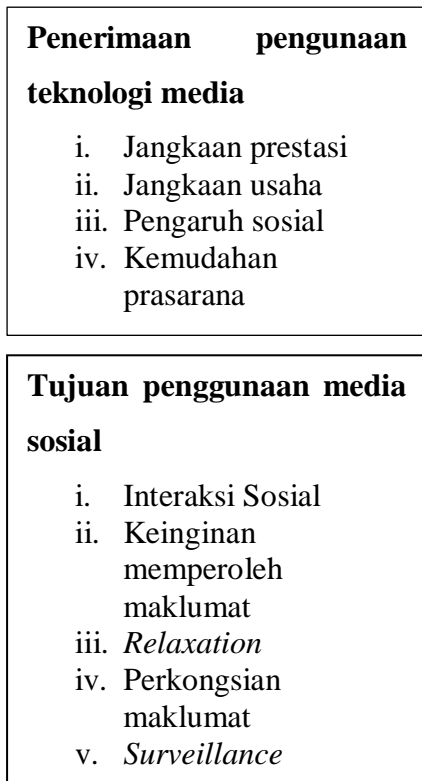 Penerimaan pengunaan
teknologi media
i. Jangkaan prestasi
ii. Jangkaan usaha
iii. Pengaruh sosial
iv. Kemudahan
prasarana
Tujuan penggunaan media
sosial
i. Interaksi Sosial
ii. Keinginan
memperoleh
maklumat
iii. Relaxation
iv. Perkongsian
maklumat
v. Surveillance